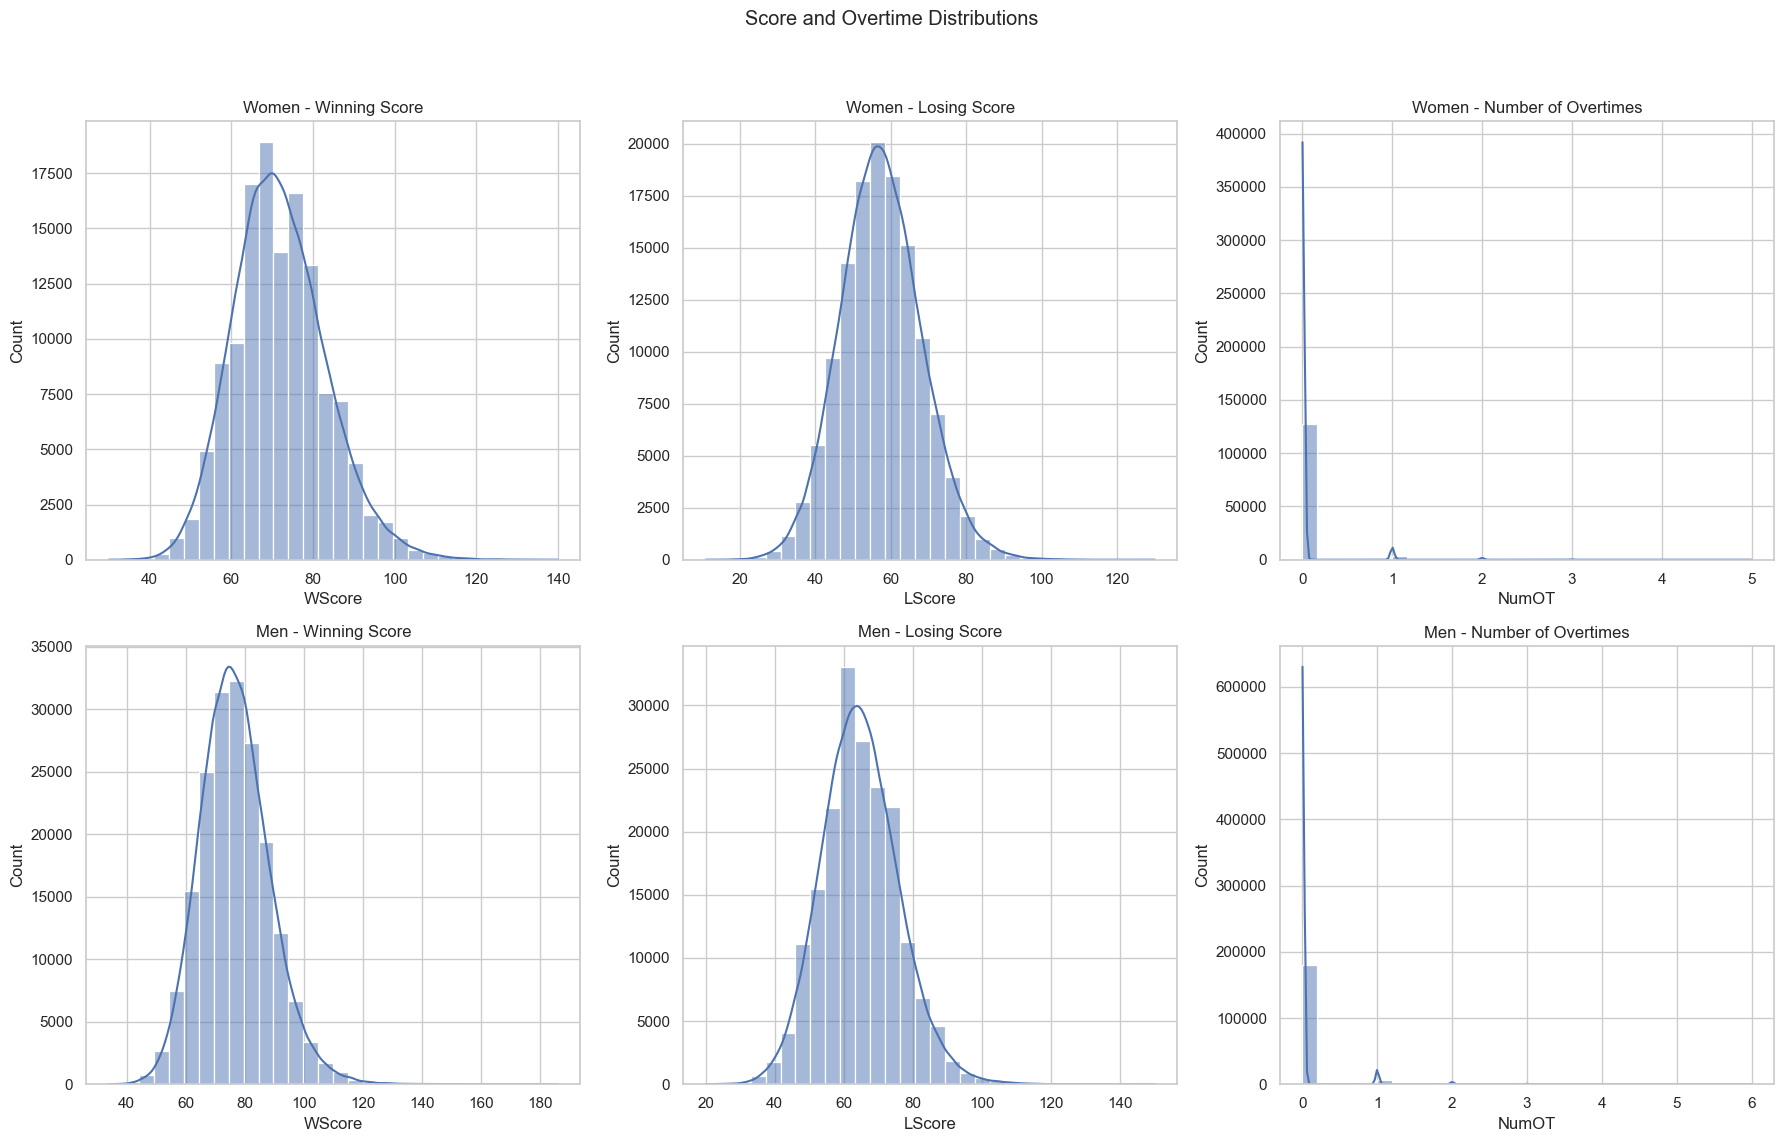 Score and Overtime Distributions
Women - Winning Score
Women - Losing Score
Women - Number of Overtimes
17500
15000
12500
10000
7500
5000
2500
0
Count
40 60 80 100 120 140
WScore
20000
17500
15000
12500
10000
7500
5000
2500
0
Count
20 40 60 80 100 120
LScore
400000
350000
300000
250000
200000
150000
100000
50000
0
Count
0 1 2 3 4 5
NumOT
Men - Winning Score
Men - Losing Score
Men - Number of Overtimes
35000
30000
25000
20000
15000
10000
5000
0
Count
40 60 80 100 120 140 160 180
WScore
30000
25000
20000
15000
10000
5000
0
Count
20 40 60 80 100 120 140
LScore
600000
500000
400000
300000
200000
100000
0
Count
0 1 2 3 4 5 6
NumOT